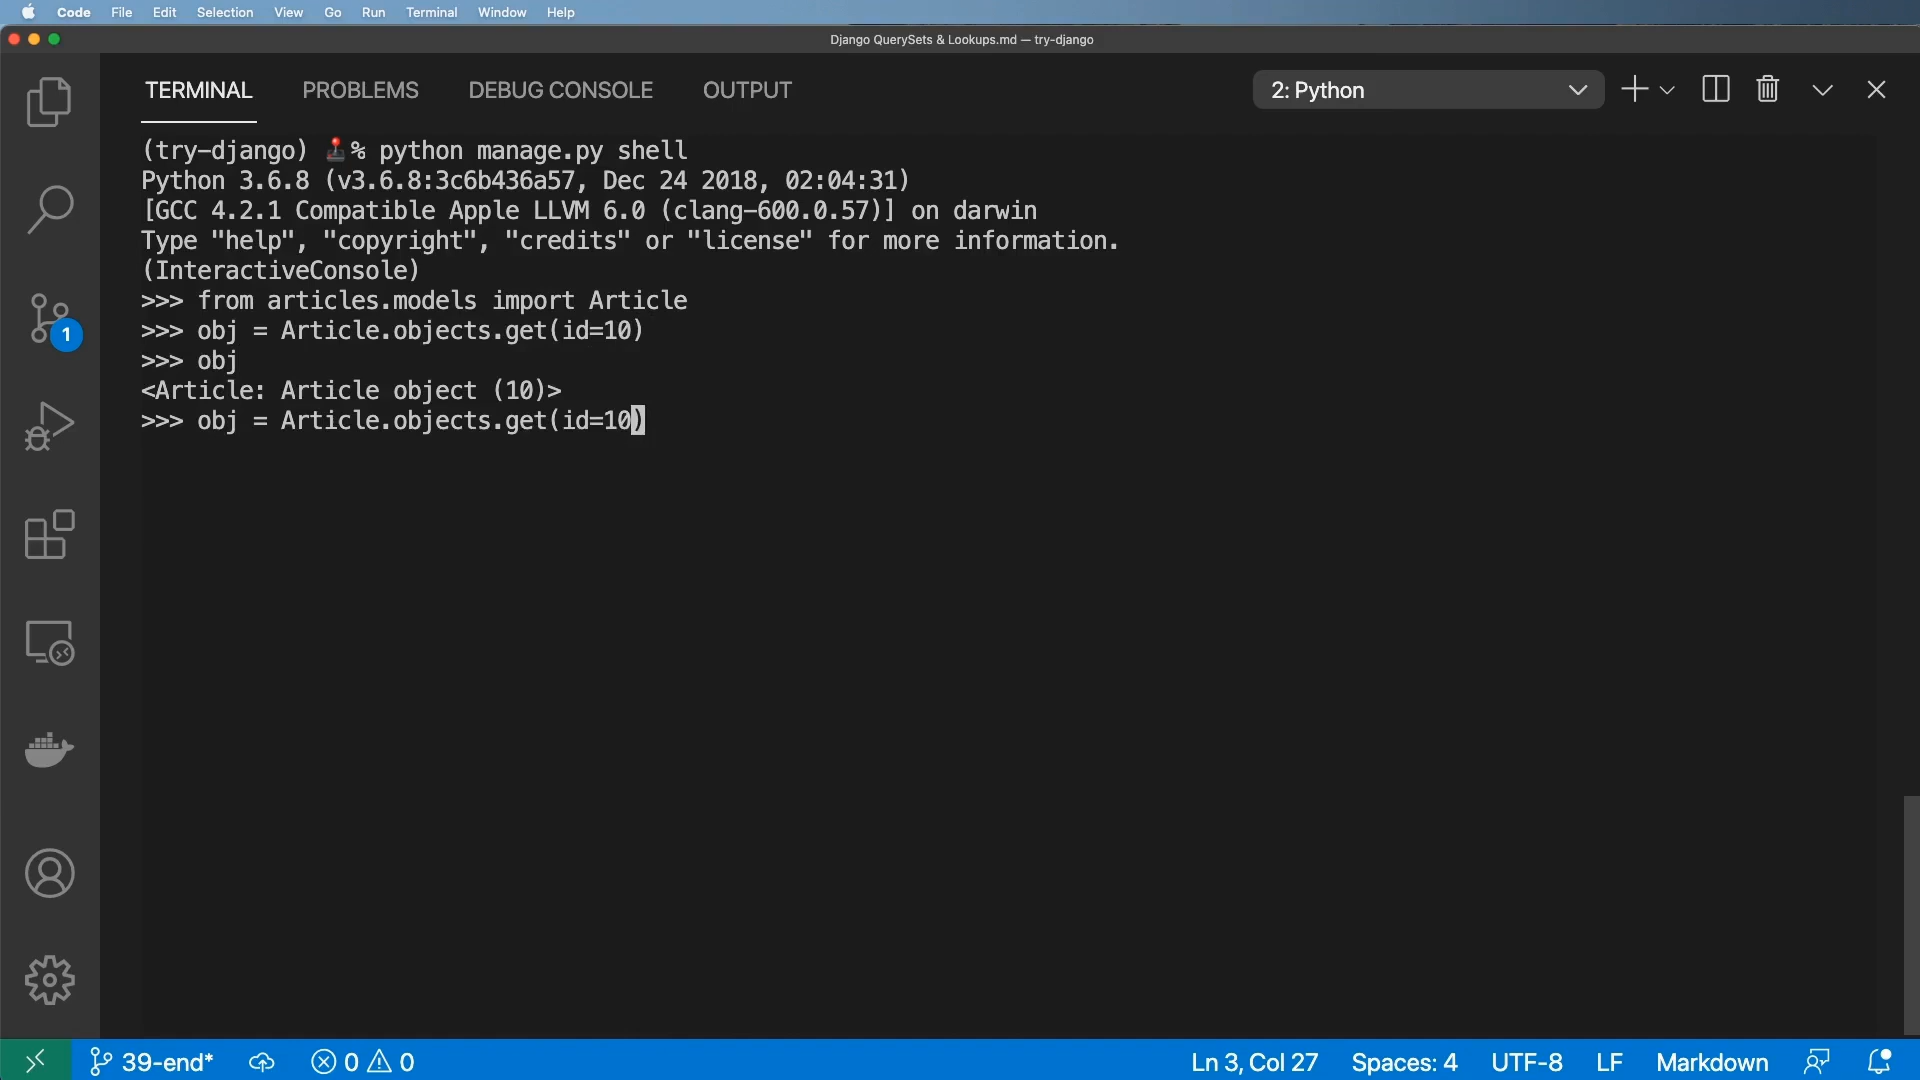 Code File Edit Selection View Go Run Terminal Window Help
Django QuerySets & Lookups.md — try-django
TERMINAL PROBLEMS DEBUG CONSOLE OUTPUT 2: Python
(try-django) 🕹% python manage.py shell
Python 3.6.8 (v3.6.8:3c6b436a57, Dec 24 2018, 02:04:31)
[GCC 4.2.1 Compatible Apple LLVM 6.0 (clang-600.0.57)] on darwin
Type "help", "copyright", "credits" or "license" for more information.
(InteractiveConsole)
>>> from articles.models import Article
>>> obj = Article.objects.get(id=10)
>>> obj
<Article: Article object (10)>
>>> obj = Article.objects.get(id=10)
1
39-end* 0 0 Ln 3, Col 27 Spaces: 4 UTF-8 LF Markdown